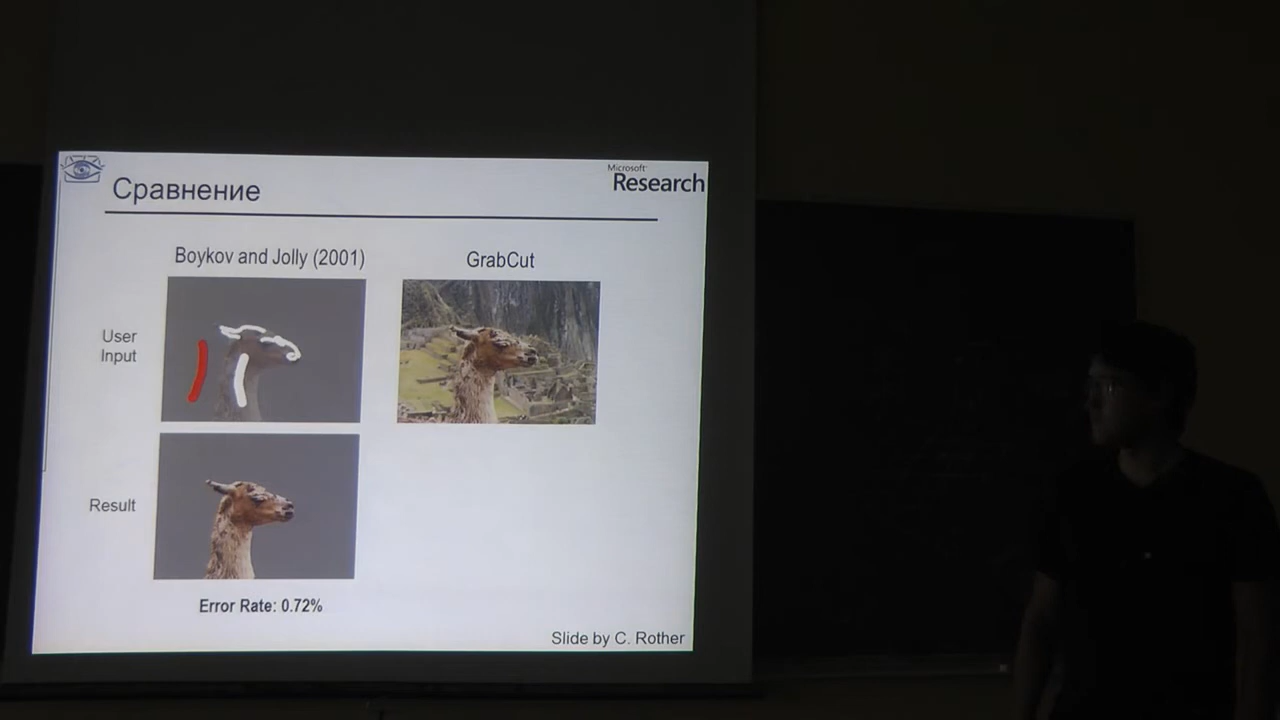 Сравнение
Microsoft
Research
Boykov and Jolly (2001)
GrabCut
User
Input
Result
Error Rate: 0.72%
Slide by C. Rother